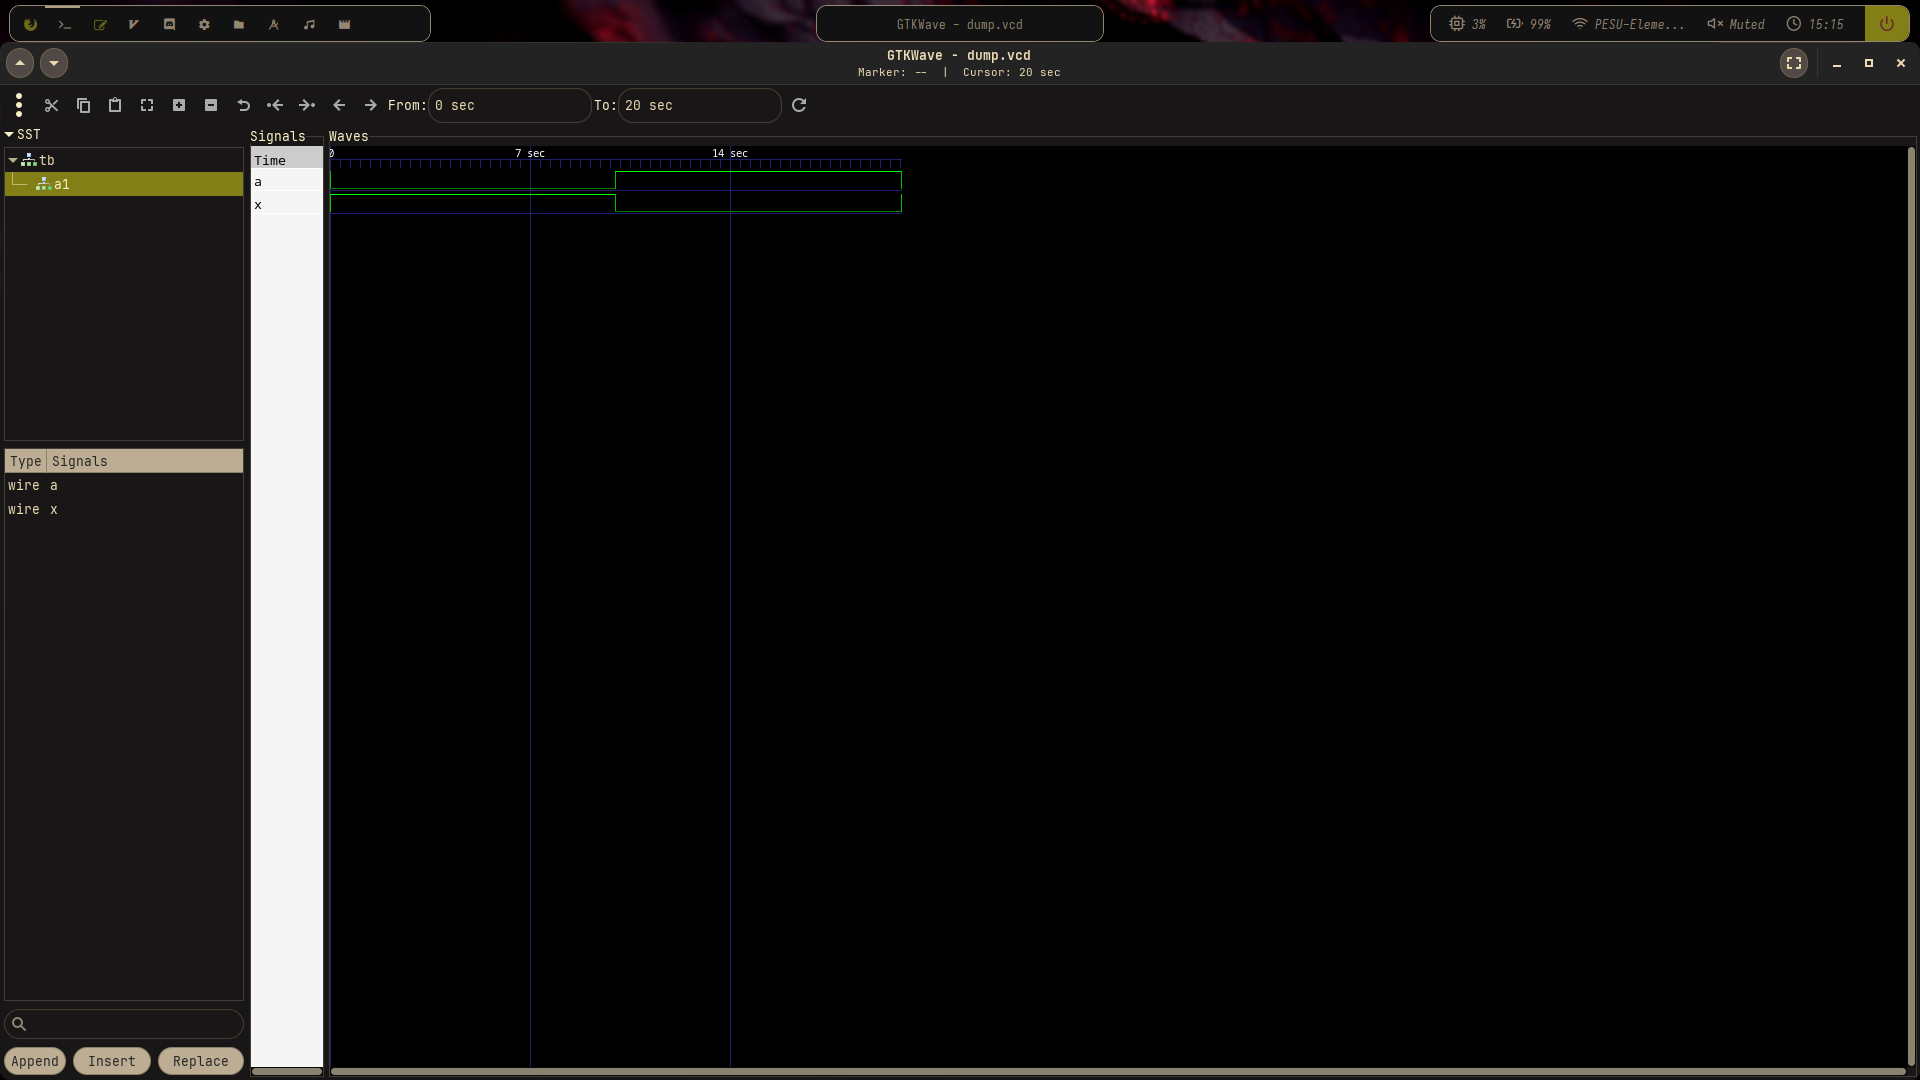 GTKWave - dump.vcd
3%
99%
PESU-Eleme...
Muted
15:15
GTKWave - dump.vcd
Marker: -- | Cursor: 20 sec
From: 0 sec
To: 20 sec
SST
tb
a1
Type Signals
wire a
wire x
Append Insert Replace
Signals
Time
a
x
Waves
0 7 sec 14 sec